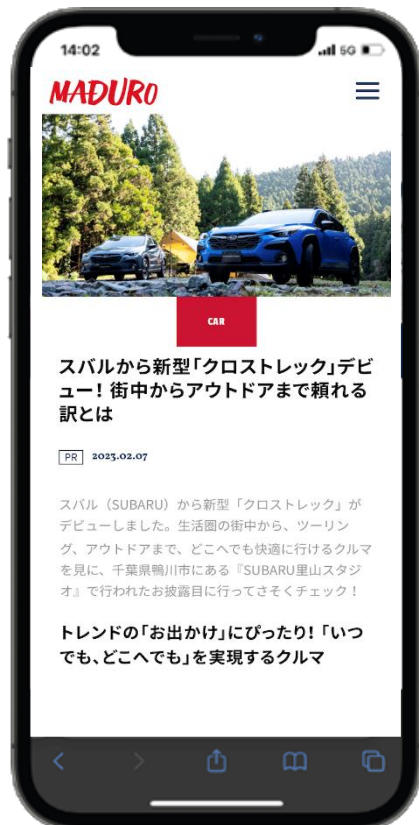 14:02
5G
MADURO
CAR
スバルから新型「クロストレック」デビ
ュー！街中からアウトドアまで頼れる
訳とは
PR 2023.02.07
スバル（SUBARU）から新型「クロストレック」が
デビューしました。生活圏の街中から、ツーリン
グ、アウトドアまで、どこへでも快適に行けるクルマ
を見に、千葉県鴨川市にある『SUBARU里山スタジ
オ』で行われたお披露目に行ってさそくチェック！
トレンドの「お出かけ」にぴったり！「いつ
でも、どこへでも」を実現するクルマ